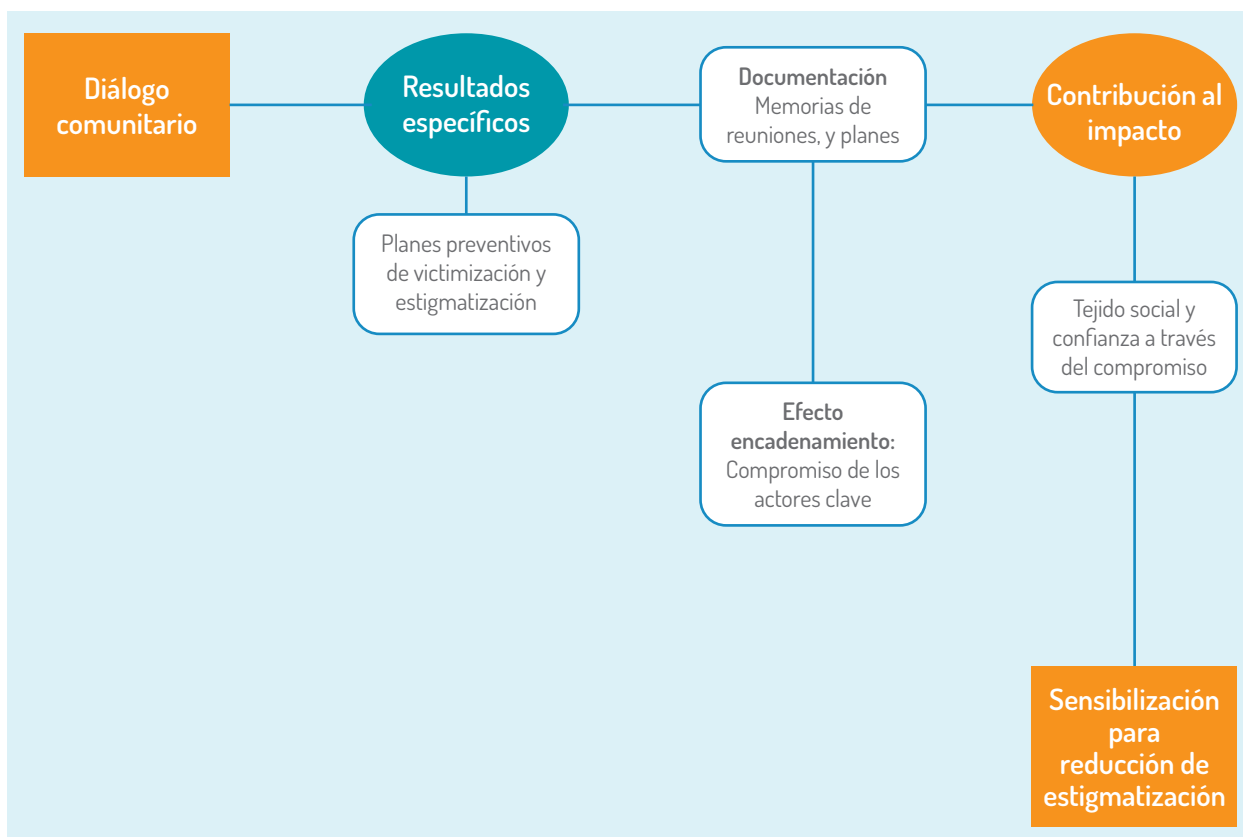 Diálogo
comunitario
Resultados
específicos
Documentación
Memorias de
reuniones, y planes
Contribución al
impacto
Planes preventivos
de victimización y
estigmatización
Tejido social y
confianza a través
del compromiso
Efecto
encadenamiento:
Compromiso de los
actores clave
Sensibilización
para
reducción de
estigmatización